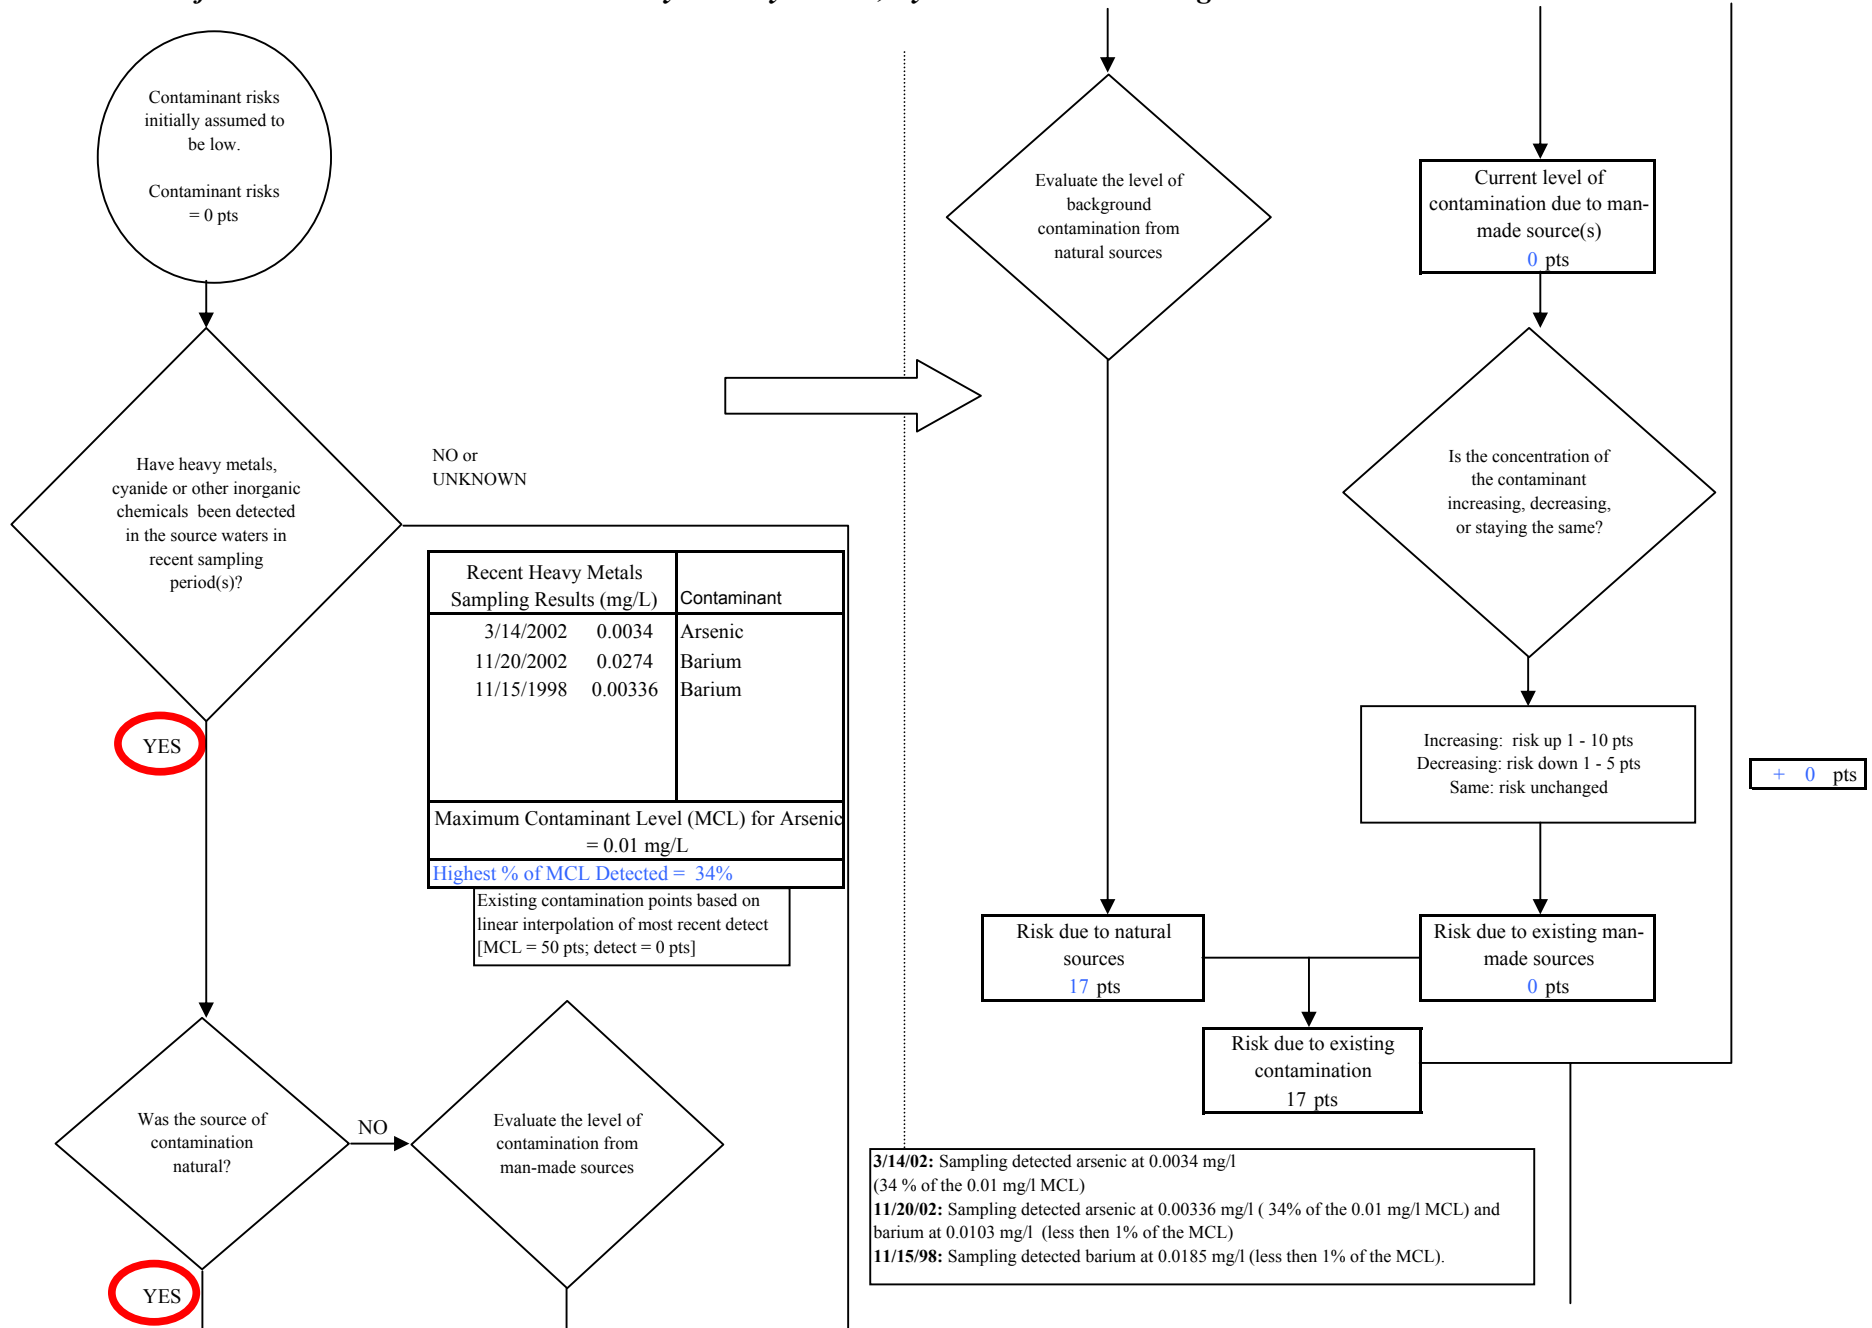 Contaminant risks
initially assumed to
be low.
Contaminant risks
= 0 pts
Have heavy metals,
cyanide or other inorganic
chemicals been detected
in the source waters in
recent sampling
period(s)?
NO or
UNKNOWN
YES
Recent Heavy Metals
Sampling Results (mg/L) Contaminant
3/14/2002 0.0034 Arsenic
11/20/2002 0.0274 Barium
11/15/1998 0.00336 Barium
Maximum Contaminant Level (MCL) for Arsenic
= 0.01 mg/L
Highest % of MCL Detected = 34%
Existing contamination points based on
linear interpolation of most recent detect
[MCL = 50 pts; detect = 0 pts]
Was the source of
contamination
natural?
NO
Evaluate the level of
contamination from
man-made sources
YES
Evaluate the level of
background
contamination from
natural sources
Current level of
contamination due to man-
made source(s)
0 pts
Is the concentration of
the contaminant
increasing, decreasing,
or staying the same?
Increasing: risk up 1 - 10 pts
Decreasing: risk down 1 - 5 pts
Same: risk unchanged
+ 0 pts
Risk due to natural
sources
17 pts
Risk due to existing man-
made sources
0 pts
Risk due to existing
contamination
17 pts
3/14/02: Sampling detected arsenic at 0.0034 mg/l
(34 % of the 0.01 mg/l MCL)
11/20/02: Sampling detected arsenic at 0.00336 mg/l ( 34% of the 0.01 mg/l MCL) and
barium at 0.0103 mg/l (less then 1% of the MCL)
11/15/98: Sampling detected barium at 0.0185 mg/l (less then 1% of the MCL).